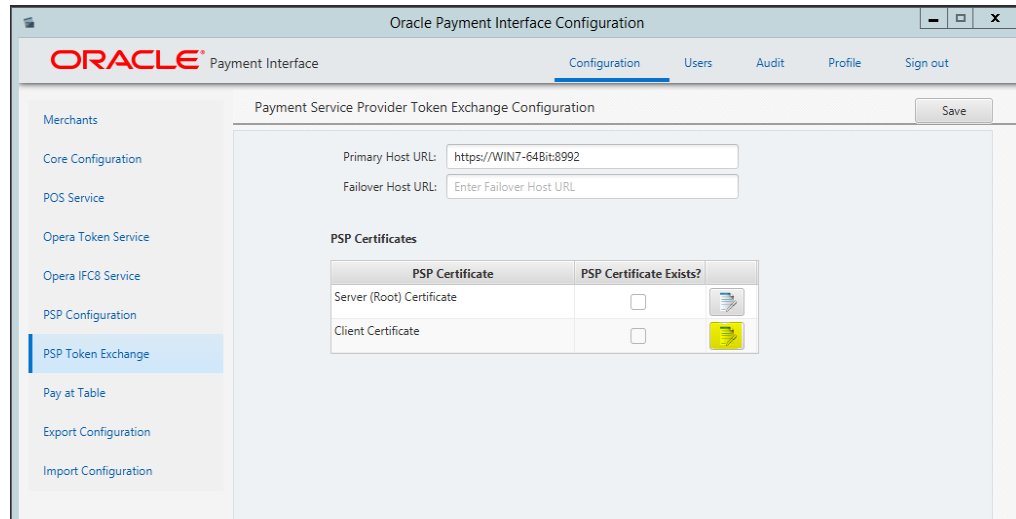 Oracle Payment Interface Configuration
ORACLE® Payment Interface
Configuration Users Audit Profile Sign out
Payment Service Provider Token Exchange Configuration
Save
Merchants
Core Configuration
POS Service
Opera Token Service
Opera IFC8 Service
PSP Configuration
PSP Token Exchange
Pay at Table
Export Configuration
Import Configuration
Primary Host URL: https://WIN7-64Bit:8992
Failover Host URL: Enter Failover Host URL
PSP Certificates
PSP Certificate PSP Certificate Exists?
Server (Root) Certificate
Client Certificate